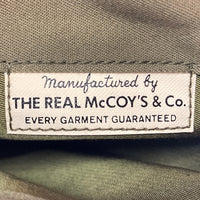 Manufactured by
THE REAL McCOY'S & Co.
EVERY GARMENT GUARANTEED